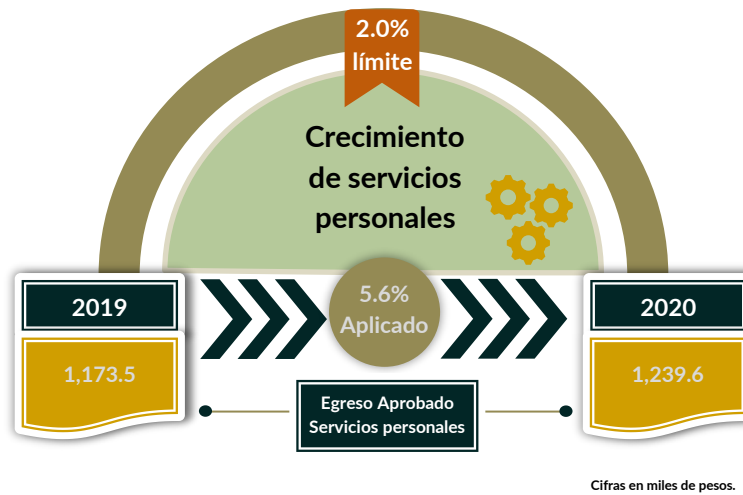 2.0%
límite
Crecimiento
de servicios
personales
2019
5.6%
Aplicado
2020
1,173.5
1,239.6
Egreso Aprobado
Servicios personales
Cifras en miles de pesos.